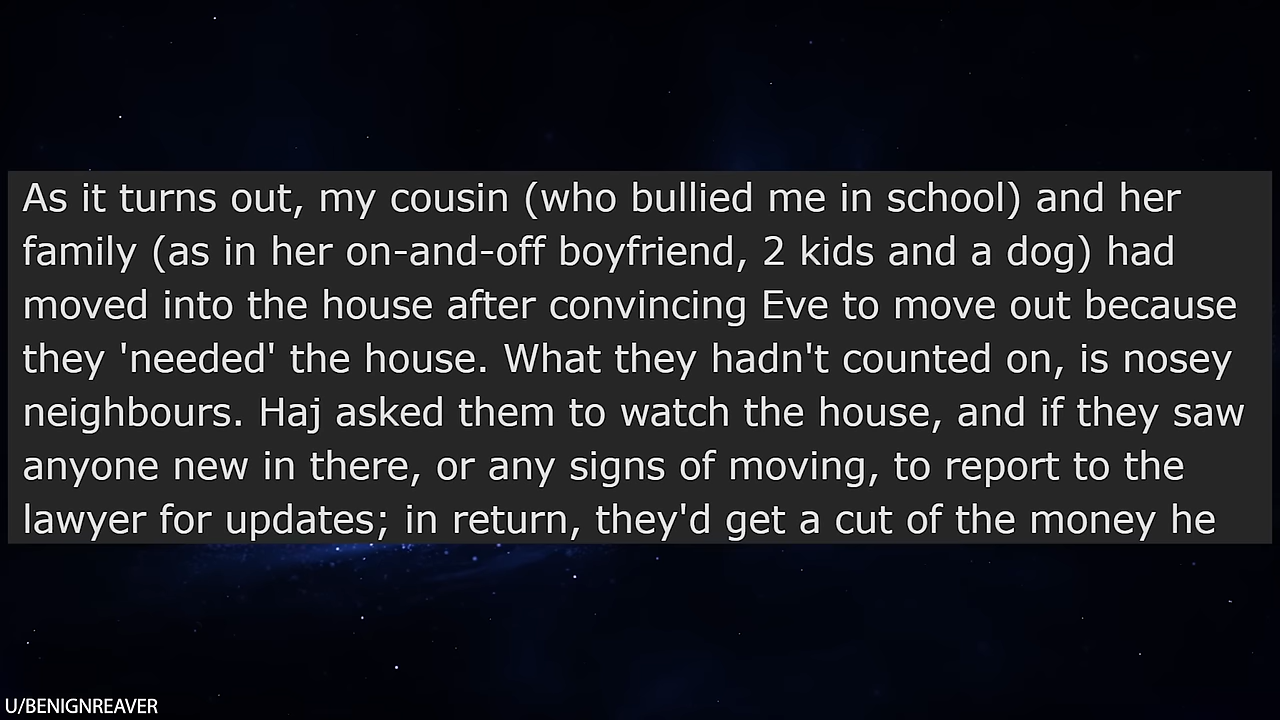 As it turns out, my cousin (who bullied me in school) and her
family (as in her on-and-off boyfriend, 2 kids and a dog) had
moved into the house after convincing Eve to move out because
they 'needed' the house. What they hadn't counted on, is nosey
neighbours. Haj asked them to watch the house, and if they saw
anyone new in there, or any signs of moving, to report to the
lawyer for updates; in return, they'd get a cut of the money he
U/BENIGNREAVER